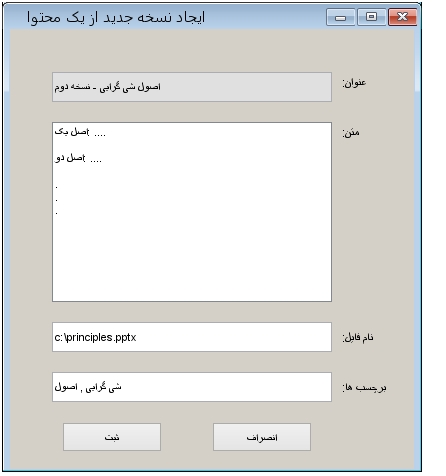 ایجاد نسخه جدید از یک محتوا
عنوان:
اصول شی گرایی - نسخه دوم
متن:
اصل یک ....
اصل دو ....
.
.
.
نام فایل:
c:\principles.pptx
برچسب ها:
شی گرایی , اصول
انصراف
ثبت